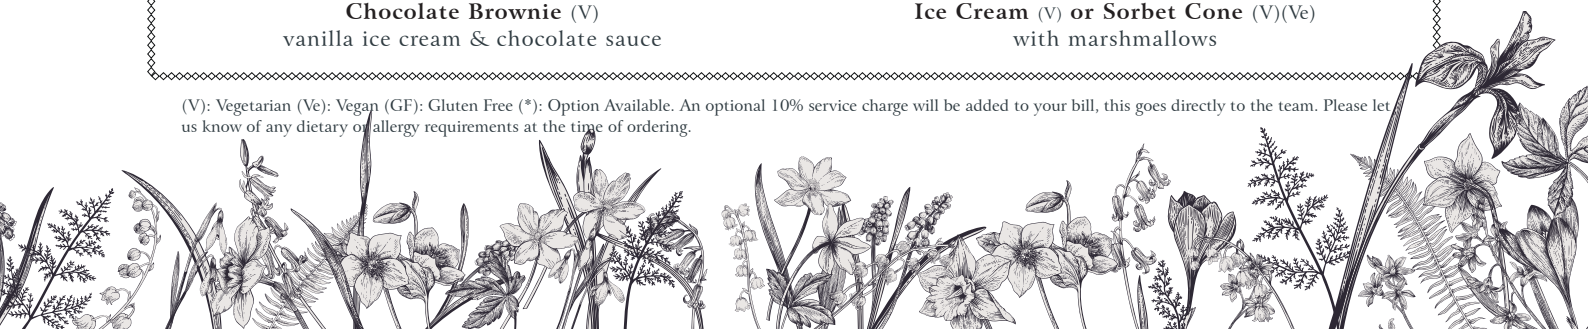 Chocolate Brownie (V)
vanilla ice cream & chocolate sauce
Ice Cream (V) or Sorbet Cone (V)(Ve)
with marshmallows
(V): Vegetarian (Ve): Vegan (GF): Gluten Free (*): Option Available. An optional 10% service charge will be added to your bill, this goes directly to the team. Please let
us know of any dietary or allergy requirements at the time of ordering.